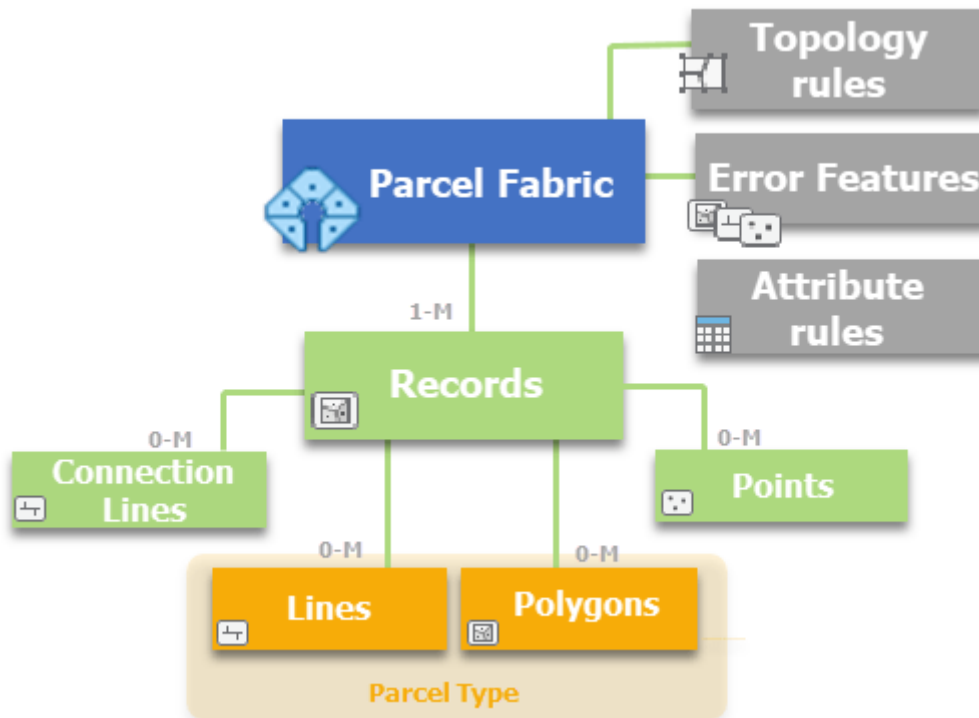 Topology
rules
Parcel Fabric
Error Features
Attribute
rules
1-M
Records
0-M
0-M
Connection
Lines
Points
0-M
0-M
Lines
Polygons
Parcel Type